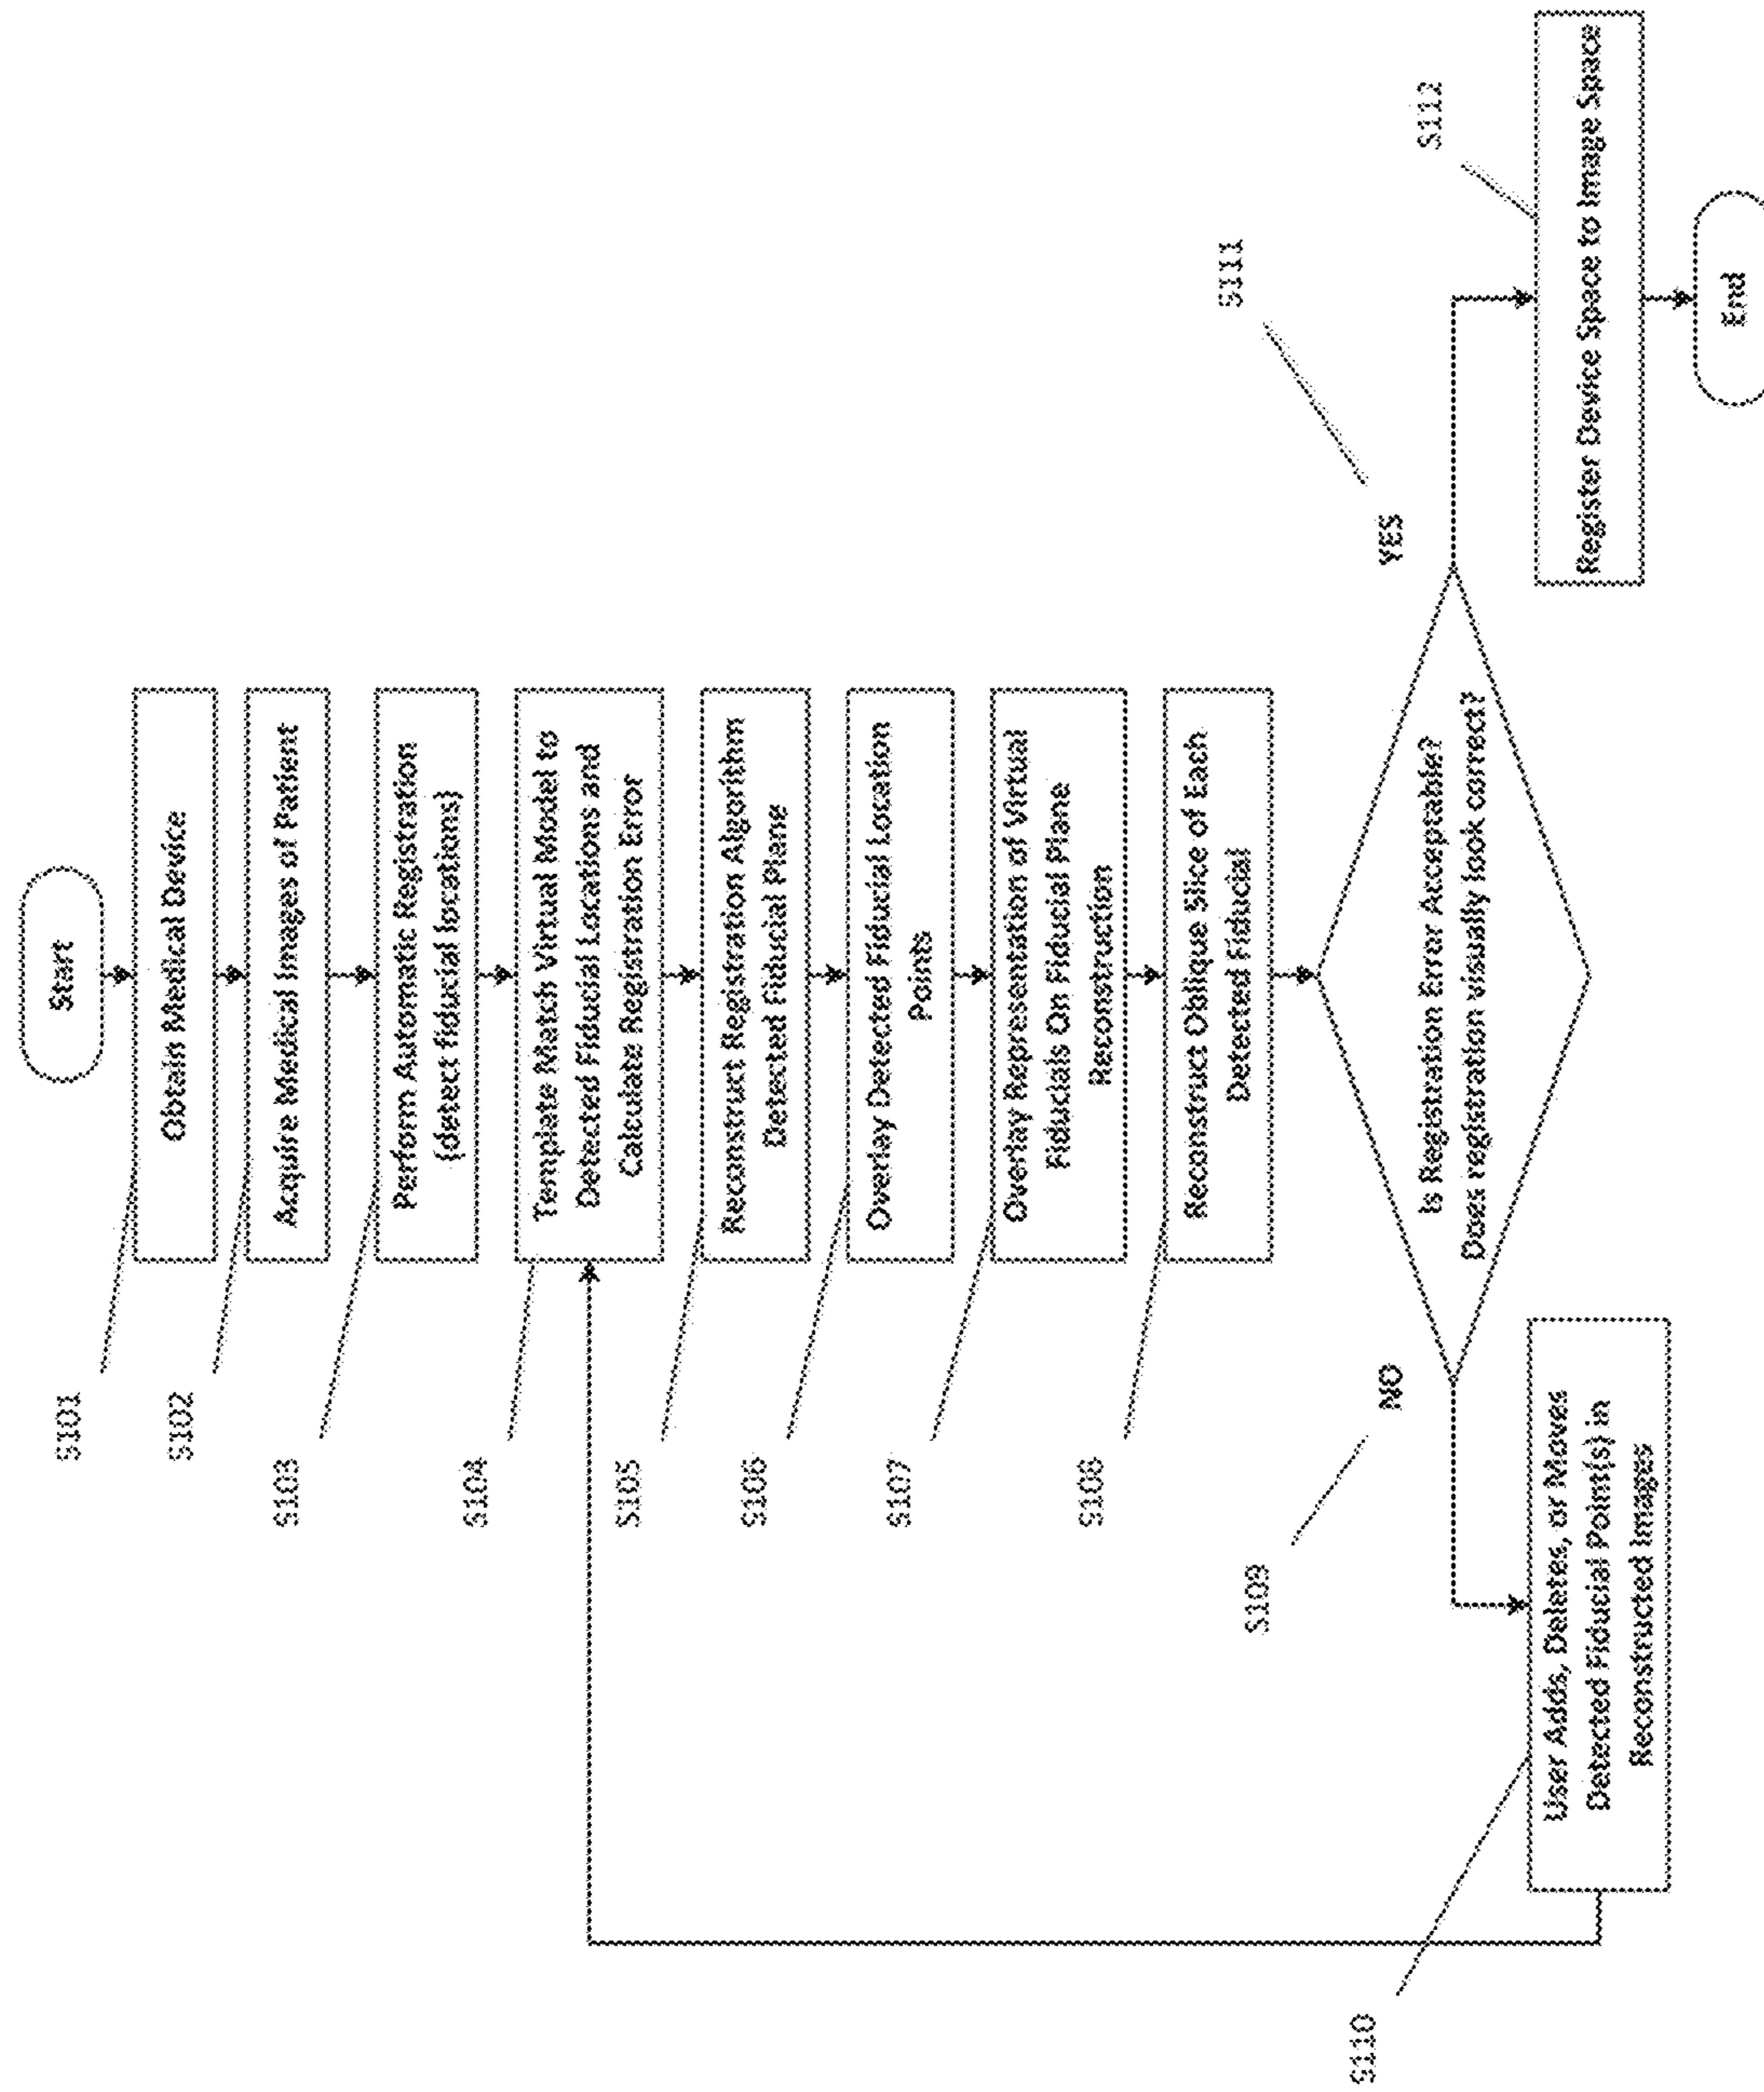 Start
S101
Obtain Medical Device
S102
Acquire Medical Images of Patient
S103
Perform Automatic Registration
(detect fiducial locations)
S104
Template Match Virtual Model to
Detected Fiducial Locations and
Calculate Registration Error
S105
Reconstruct Registration Algorithm
Detected Fiducial Plane
S106
Overlay Detected Fiducial Location
Points
S107
Overlay Representation of Virtual
Fiducials On Fiducial Plane
Reconstruction
S108
Reconstruct Oblique Slice of Each
Detected Fiducial
S109
NO
YES
S111
Is Registration Error Acceptable?
Does registration visually look correct?
S110
User Adds, Deletes, or Moves
Detected Fiducial Point(s) in
Reconstructed Images
S112
Register Device Space to Image Space
End